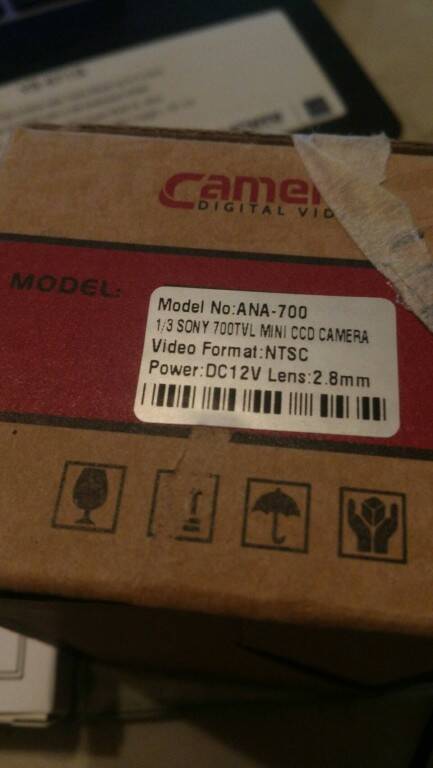 DIGITAL
MODEL:
Model No:ANA-700
1/3 SONY 700TVL MINI CCD CAMERA
Video Format:NTSC
Power:DC12V Lens:2.8mm